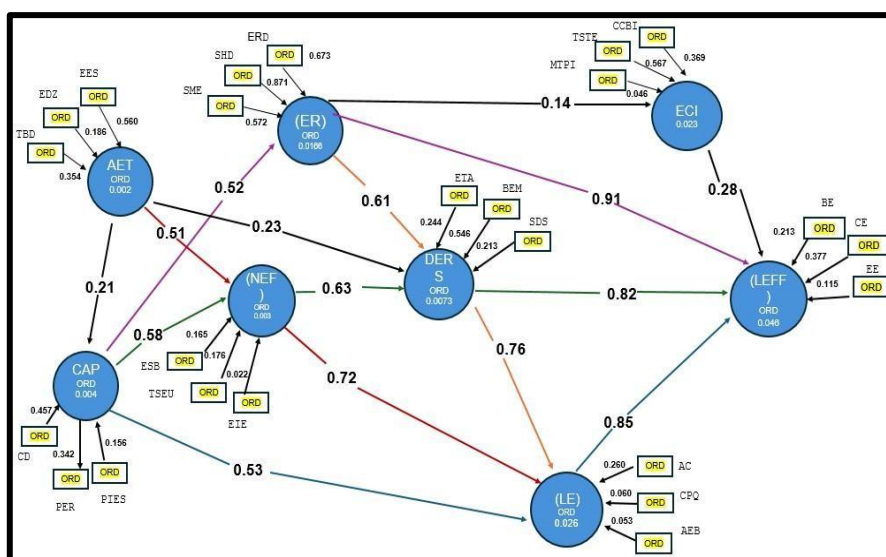 CCBI
ORD
0.369
TSTE
ORD
0.567
MTPI
ORD
0.046
ECI
ORD
0.023
ERD
ORD
0.673
SHD
ORD
0.871
SME
ORD
0.572
(ER)
ORD
0.0166
0.14
EES
ORD
0.560
EDZ
ORD
0.186
TBD
ORD
0.354
AET
ORD
0.002
0.52
0.61
0.91
0.28
0.51
0.23
0.21
ETA
ORD
0.244
BEM
ORD
0.546
SDS
ORD
0.213
DER
S
ORD
0.0073
BE
ORD
0.213
CE
ORD
0.377
EE
ORD
0.115
(LEFF
)
ORD
0.046
(NEF
)
ORD
0.003
0.63
0.82
0.58
0.165
ORD
ESB
0.176
ORD
TSEU
0.022
ORD
EIE
0.72
0.76
0.85
CAP
ORD
0.004
0.457
ORD
CD
0.342
ORD
PER
0.156
ORD
PIES
0.53
(LE)
ORD
0.026
0.260
ORD
AC
0.060
ORD
CPQ
0.053
ORD
AEB